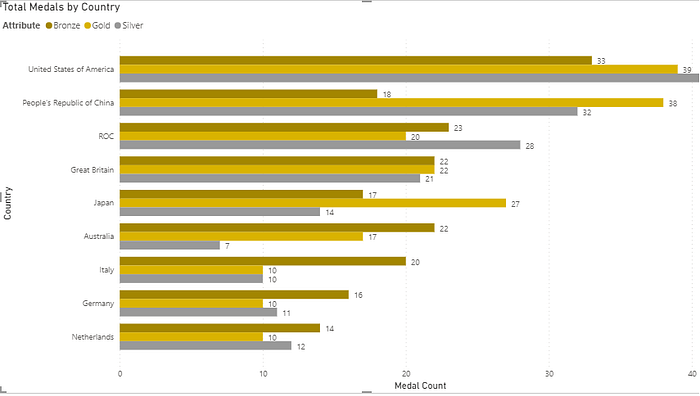 Total Medals by Country
Attribute Bronze Gold Silver
Country
United States of America
33
39
People's Republic of China
18
38
32
ROC
23
20
28
Great Britain
22
22
21
Japan
17
27
14
Australia
22
17
7
Italy
20
10
10
Germany
16
10
11
Netherlands
14
10
12
0 10 20 30 40
Medal Count